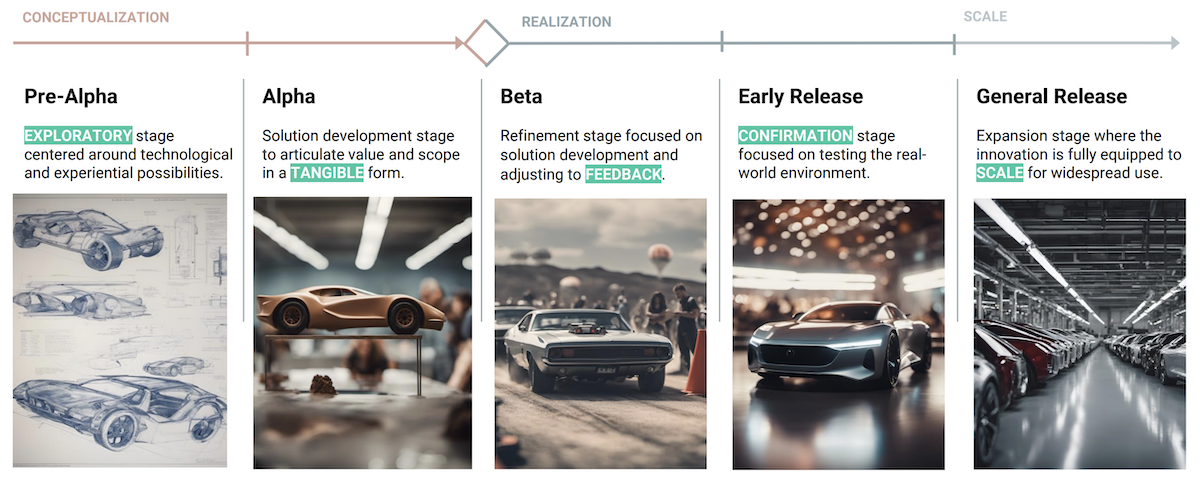 CONCEPTUALIZATION
REALIZATION
SCALE
Pre-Alpha
EXPLORATORY stage
centered around technological
and experiential possibilities.
Alpha
Solution development stage
to articulate value and scope
in a TANGIBLE form.
Beta
Refinement stage focused on
solution development and
adjusting to FEEDBACK.
Early Release
CONFIRMATION stage
focused on testing the real-
world environment.
General Release
Expansion stage where the
innovation is fully equipped to
SCALE for widespread use.